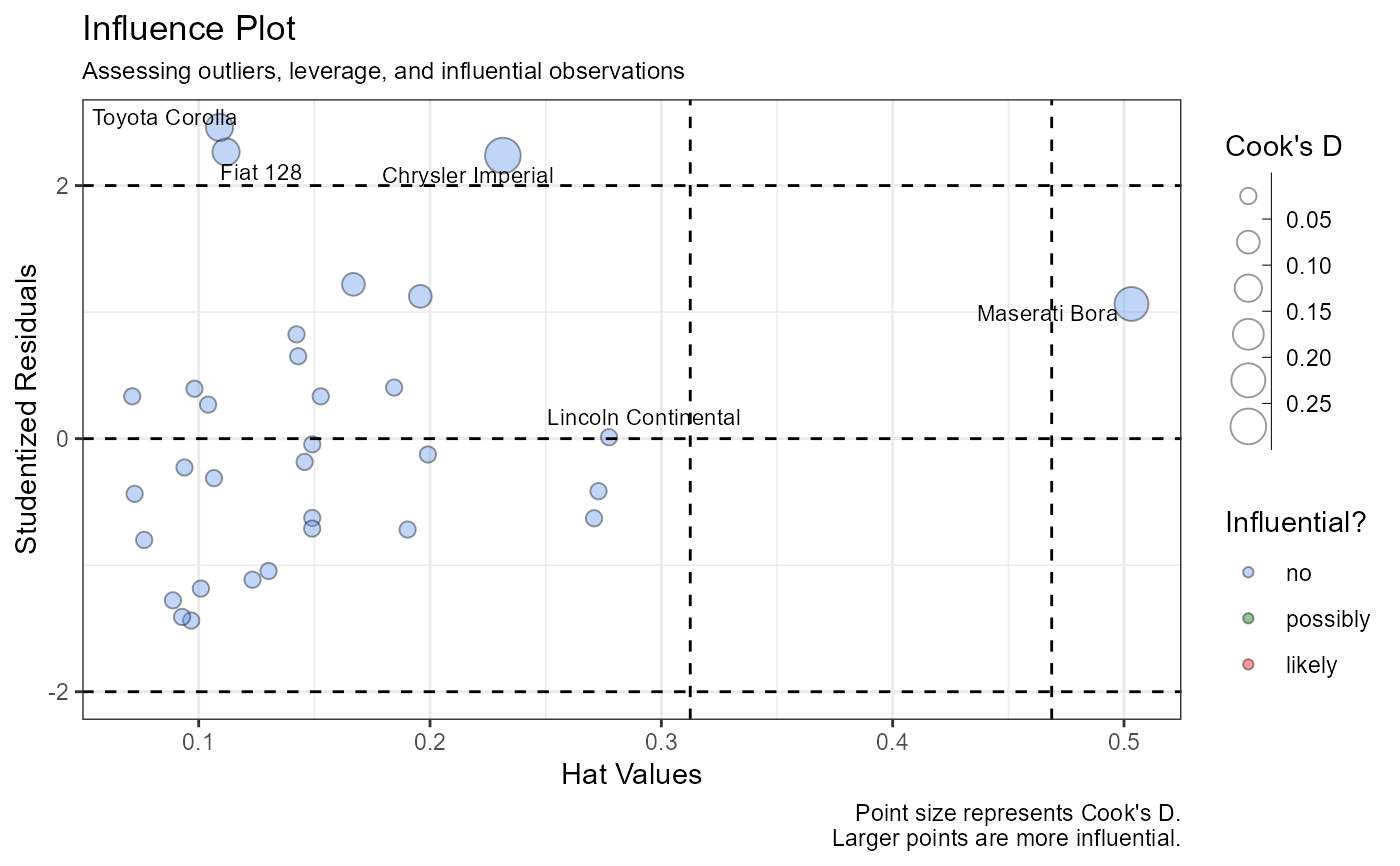 Influence Plot
Assessing outliers, leverage, and influential observations
Toyota Corolla
Fiat 128
Chrysler Imperial
Maserati Bora
Lincoln Continental
2
0
-2
Studentized Residuals
0.1
0.2
0.3
0.4
0.5
Hat Values
Cook's D
0.05
0.10
0.15
0.20
0.25
Influential?
no
possibly
likely
Point size represents Cook's D.
Larger points are more influential.